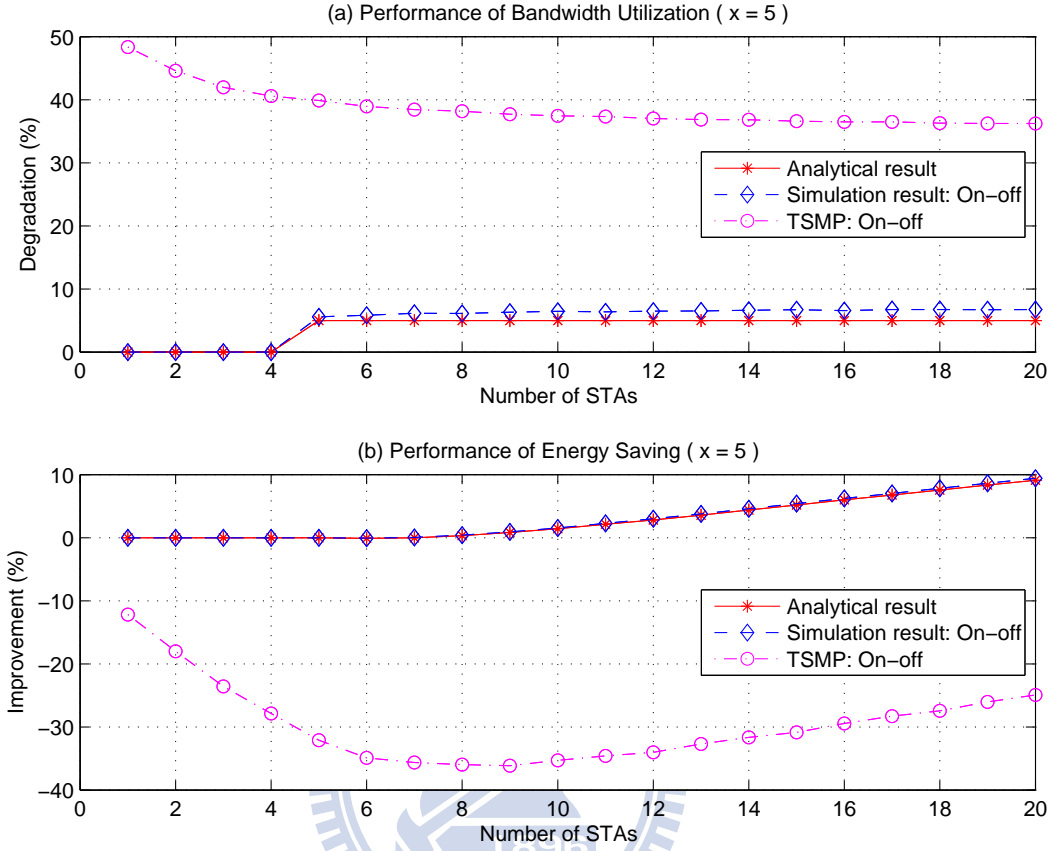 (a) Performance of Bandwidth Utilization ( x = 5 )
50
40
30
20
10
0
Degradation (%)
Analytical result
Simulation result: On−off
TSMP: On−off
0 2 4 6 8 10 12 14 16 18 20
Number of STAs
(b) Performance of Energy Saving ( x = 5 )
10
0
−10
−20
−30
−40
Improvement (%)
Analytical result
Simulation result: On−off
TSMP: On−off
0 2 4 6 8 10 12 14 16 18 20
Number of STAs
1896